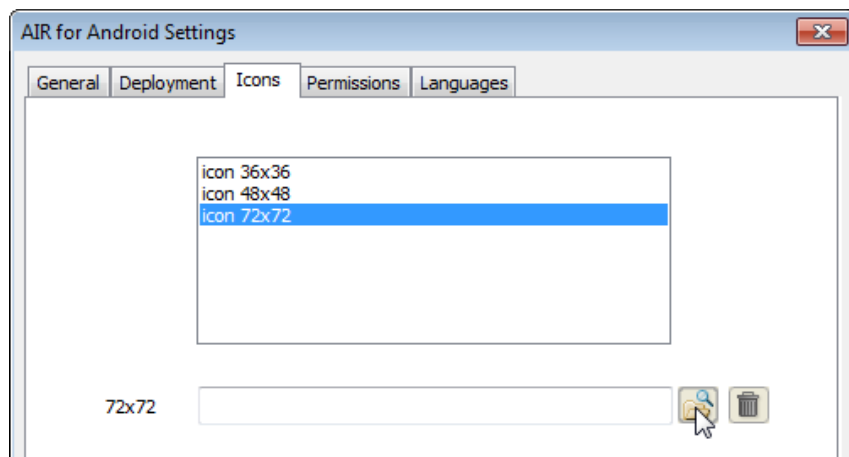 AIR for Android Settings
General Deployment Icons Permissions Languages
icon 36x36
icon 48x48
icon 72x72
72x72